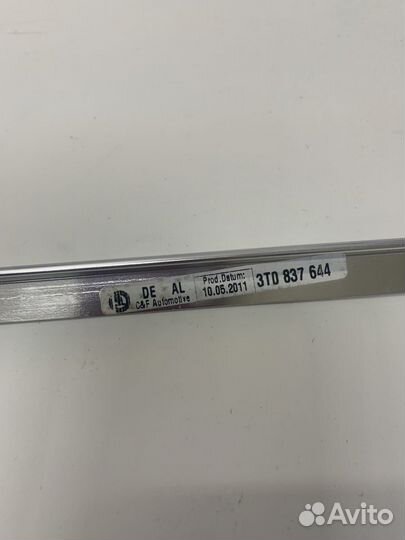 DE AL
C&F Automotive
Prod.Datum:
10.05.2011
3T0 837 644
Avito